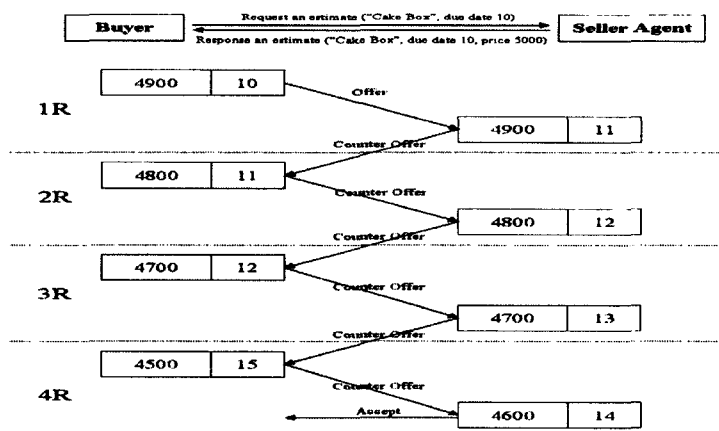 Request an estimate ("Cake Box", due date 10)
Buyer
Seller Agent
Response an estimate ("Cake Box", due date 10, price 5000)
4900 10
Offer
1R
4900 11
Counter Offer
4800 11
Counter Offer
2R
4800 12
Counter Offer
4700 12
Counter Offer
3R
4700 13
Counter Offer
4500 15
Counter Offer
4R
Accept
4600 14